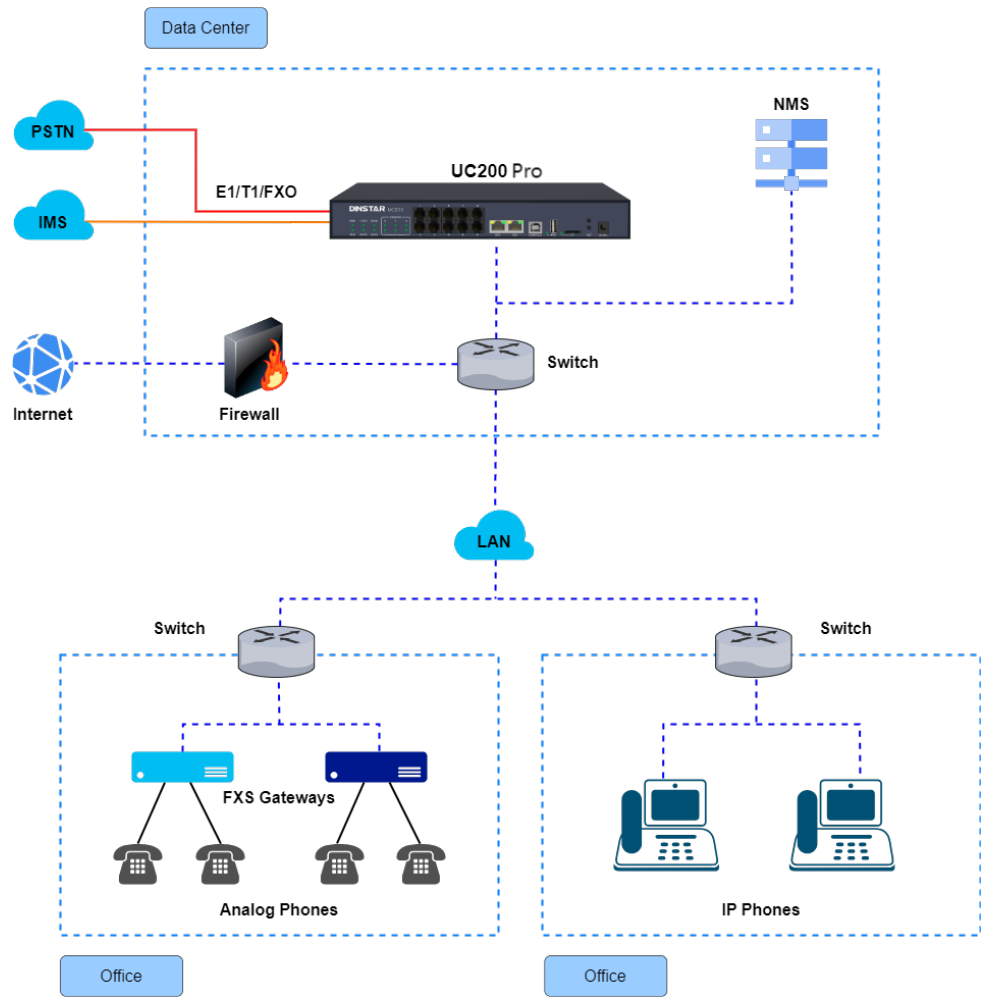 Data Center
NMS
PSTN
UC200 Pro
E1/T1/FXO
DINSTAR
IMS
Switch
Internet
Firewall
LAN
Switch
Switch
FXS Gateways
Analog Phones
IP Phones
Office
Office